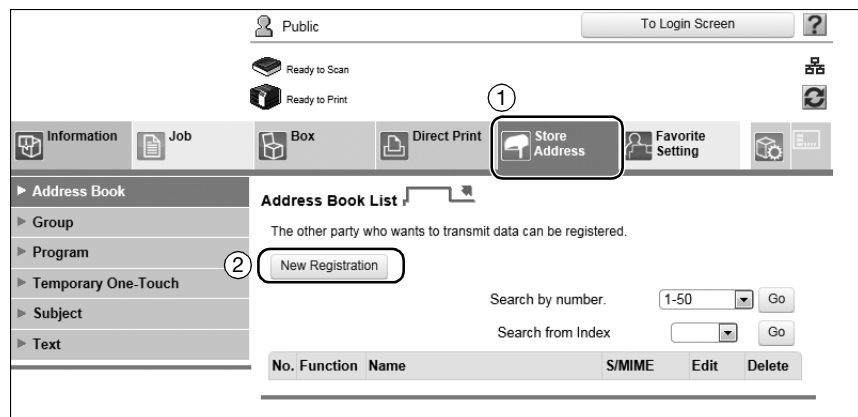 Public
To Login Screen
?
Ready to Scan
Ready to Print
1
Information
Job
Box
Direct Print
Store
Address
Favorite
Setting
Address Book
Group
Program
Temporary One-Touch
Subject
Text
Address Book List
The other party who wants to transmit data can be registered.
2
New Registration
Search by number.
1-50
Go
Search from Index
Go
No. Function Name S/MIME Edit Delete